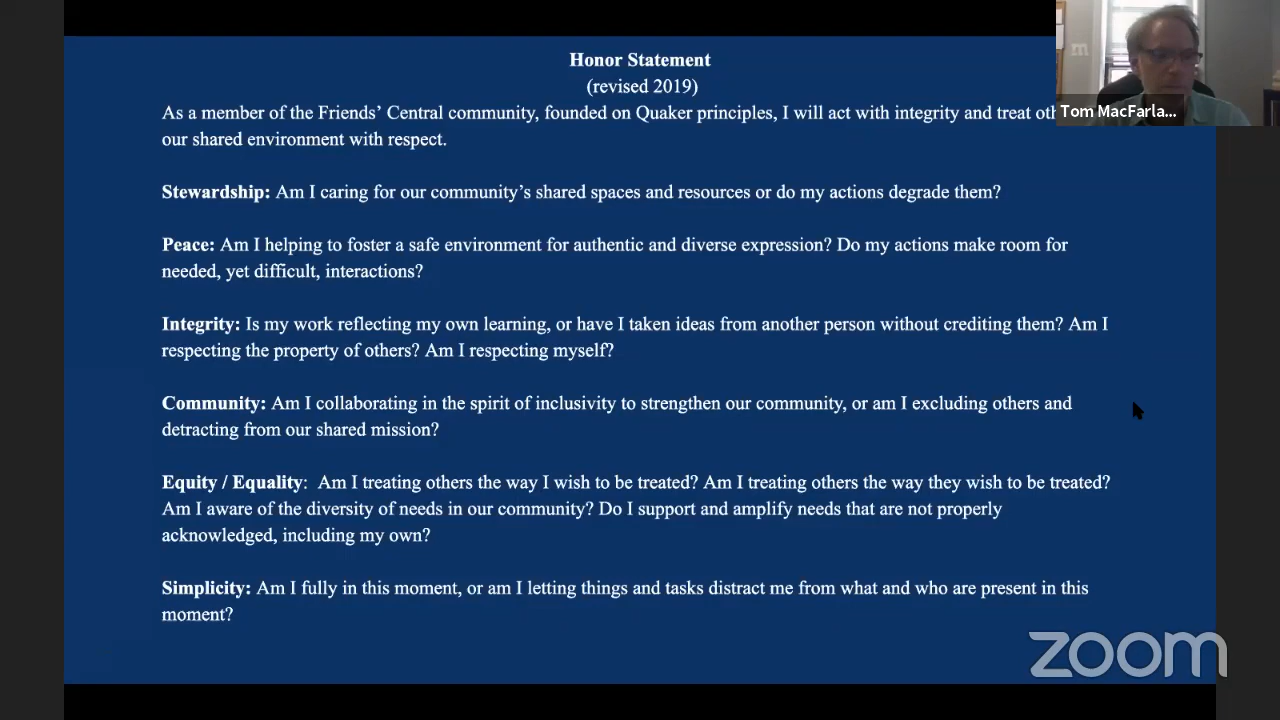 Honor Statement
(revised 2019)
As a member of the Friends’ Central community, founded on Quaker principles, I will act with integrity and treat
our shared environment with respect.
Stewardship: Am I caring for our community’s shared spaces and resources or do my actions degrade them?
Peace: Am I helping to foster a safe environment for authentic and diverse expression? Do my actions make room for
needed, yet difficult, interactions?
Integrity: Is my work reflecting my own learning, or have I taken ideas from another person without crediting them? Am I
respecting the property of others? Am I respecting myself?
Community: Am I collaborating in the spirit of inclusivity to strengthen our community, or am I excluding others and
detracting from our shared mission?
Equity / Equality:  Am I treating others the way I wish to be treated? Am I treating others the way they wish to be treated?
Am I aware of the diversity of needs in our community? Do I support and amplify needs that are not properly
acknowledged, including my own?
Simplicity: Am I fully in this moment, or am I letting things and tasks distract me from what and who are present in this
moment?
Tom MacFarla...
zoom